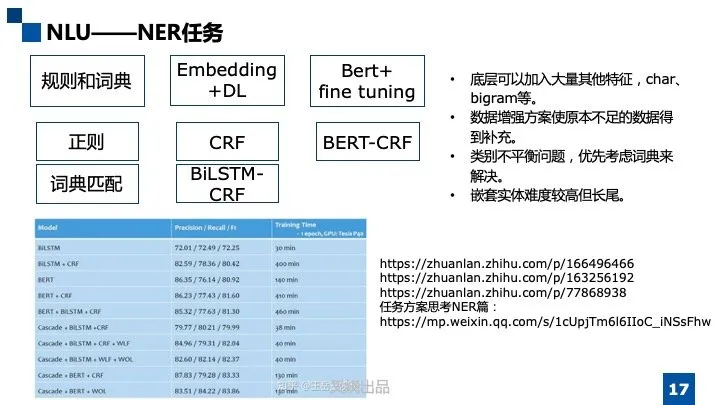 NLU——NER任务
规则和词典
Embedding
+DL
Bert+
fine tuning
正则
CRF
BERT-CRF
词典匹配
BiLSTM-
CRF
• 底层可以加入大量其他特征，char、
bigram等。
• 数据增强方案使原本不足的数据得
到补充。
• 类别不平衡问题，优先考虑词典来
解决。
• 嵌套实体难度较高但长尾。
Model Precision / Recall / F1 Training Time
- 1 epoch, GPU: Tesla P40
BiLSTM 72.01 / 72.49 / 72.25 30 min
BiLSTM + CRF 82.59 / 78.36 / 80.42 400 min
BERT 86.35 / 76.14 / 80.92 140 min
BERT + CRF 86.23 / 77.43 / 81.60 410 min
BERT + BiLSTM + CRF 85.32 / 77.63 / 81.30 460 min
Cascade + BiLSTM +CRF 79.77 / 80.21 / 79.99 38 min
Cascade + BiLSTM + CRF + WLF 84.96 / 79.31 / 82.04 40 min
Cascade + BiLSTM + WLF + WOL 82.60 / 82.14 / 82.37 40 min
Cascade + BERT + CRF 87.83 / 79.28 / 83.33 130 min
Cascade + BERT + WOL 83.51 / 84.22 / 83.86 130 min
https://zhuanlan.zhihu.com/p/166496466
https://zhuanlan.zhihu.com/p/163256192
https://zhuanlan.zhihu.com/p/77868938
任务方案思考NER篇：
https://mp.weixin.qq.com/s/1cUpjTm6l6IIoC_iNSsFhw
出品
17